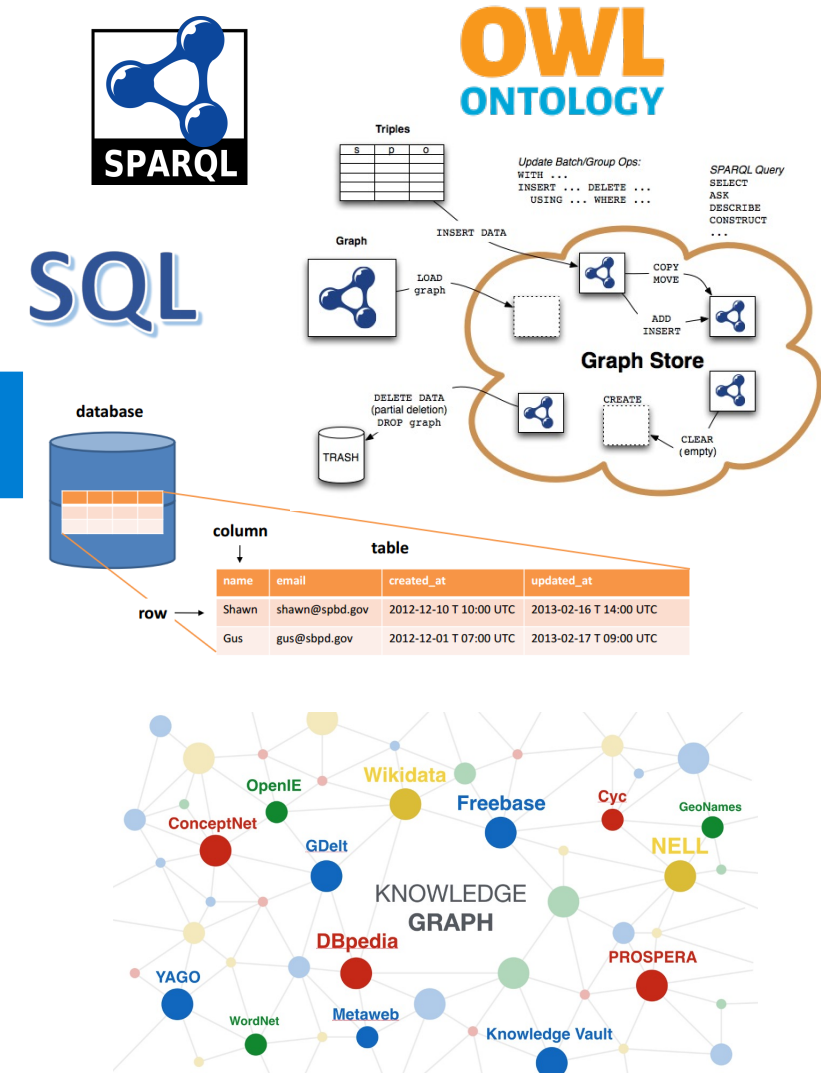 SPARQL
OWL
ONTOLOGY
Triples
s p o
Update Batch/Group Ops:
WITH ...
INSERT ... DELETE ...
USING ... WHERE ...
SPARQL Query
SELECT
ASK
DESCRIBE
CONSTRUCT
...
INSERT DATA
SQL
Graph
LOAD
graph
COPY
MOVE
ADD
INSERT
Graph Store
DELETE DATA
(partial deletion)
DROP graph
CREATE
CLEAR
(empty)
TRASH
database
column
table
name email created_at updated_at
row
Shawn shawn@spbd.gov 2012-12-10 T 10:00 UTC 2013-02-16 T 14:00 UTC
Gus gus@sbpd.gov 2012-12-01 T 07:00 UTC 2013-02-17 T 09:00 UTC
Wikidata
OpenIE
Freebase
Cyc
GeoNames
ConceptNet
GDelt
NELL
KNOWLEDGE
GRAPH
DBpedia
PROSPERA
YAGO
WordNet
Metaweb
Knowledge Vault